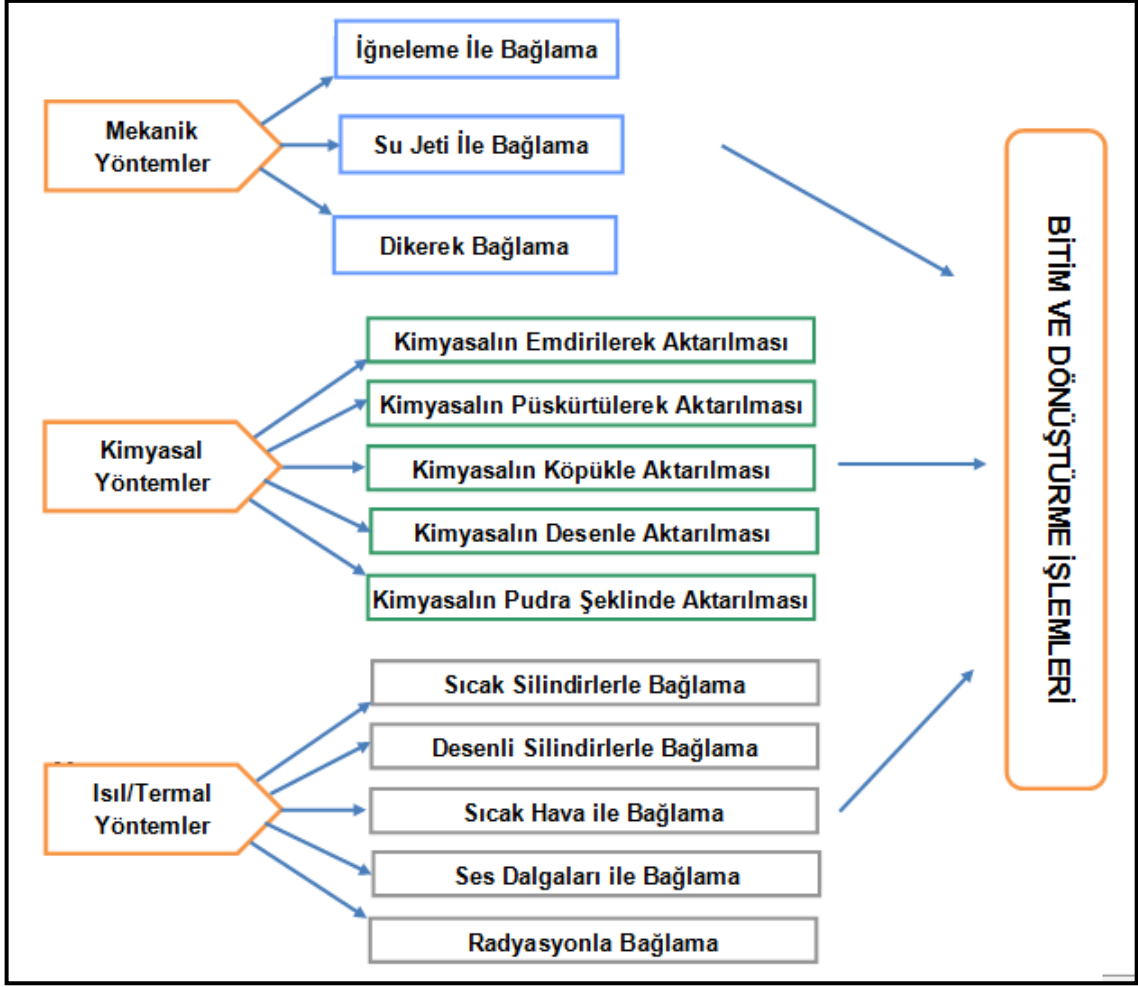 Mekanik
Yöntemler
İğneleme İle Bağlama
Su Jeti İle Bağlama
Dikerek Bağlama
Kimyasal
Yöntemler
Kimyasalın Emdirilerek Aktarılması
Kimyasalın Püskürtülerek Aktarılması
Kimyasalın Köpükle Aktarılması
Kimyasalın Desenle Aktarılması
Kimyasalın Pudra Şeklinde Aktarılması
Isıl/Termal
Yöntemler
Sıcak Silindirlerle Bağlama
Desenli Silindirlerle Bağlama
Sıcak Hava ile Bağlama
Ses Dalgaları ile Bağlama
Radyasyonla Bağlama
BİTİM VE DÖNÜŞTÜRME İŞLEMLERİ